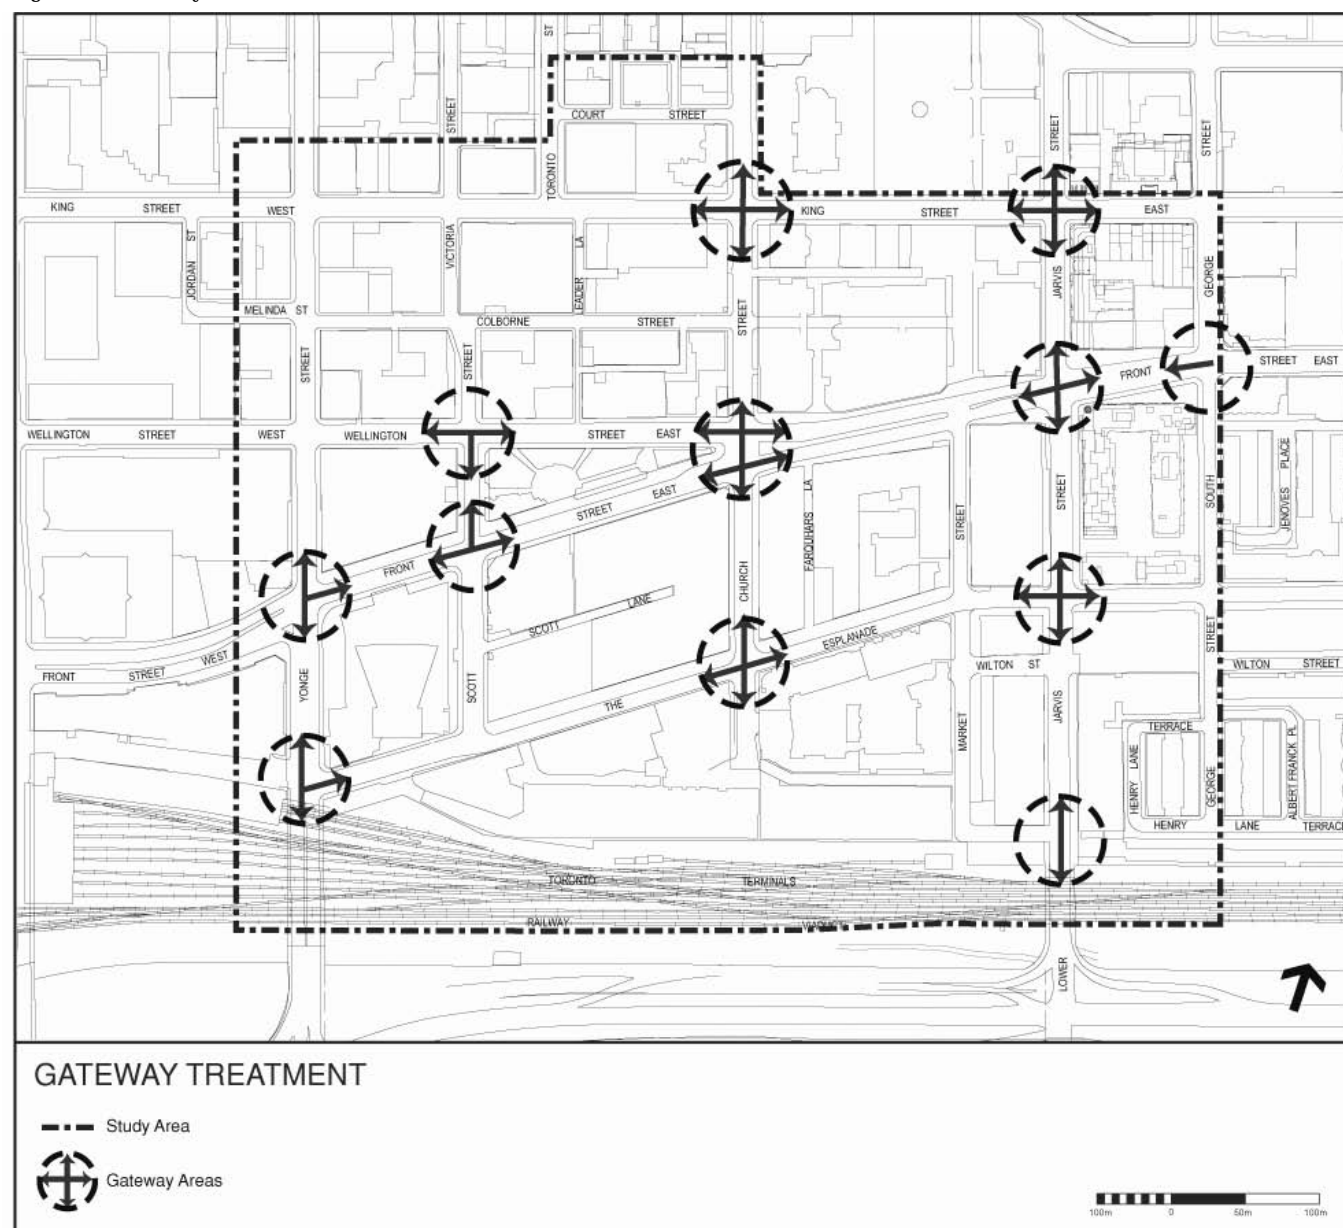 ST
COURT STREET
STREET
STREET
STREET
TORONTO
KING STREET WEST
KING STREET EAST
JORDAN ST
VICTORIA
LEADER LA
JARVIS
GEORGE
MELINDA ST
COLBORNE STREET
STREET
STREET
STREET
FRONT STREET EAST
WELLINGTON STREET WEST
WELLINGTON STREET EAST
JENOVES PLACE
SOUTH
STREET
STREET
FARQUHARS LA
FRONT STREET EAST
CHURCH
SCOTT LANE
ESPLANADE
STREET
FRONT STREET WEST
WILTON ST
WILTON STREET
YONGE
SCOTT
THE
MARKET
JARVIS
TERRACE
HENRY LANE
GEORGE
ALBERT FRANCK PL
HENRY LANE TERRAC
TORONTO TERMINALS
RAILWAY VIADUCT
LOWER
GATEWAY TREATMENT
Study Area
Gateway Areas
100m 0 50m 100m